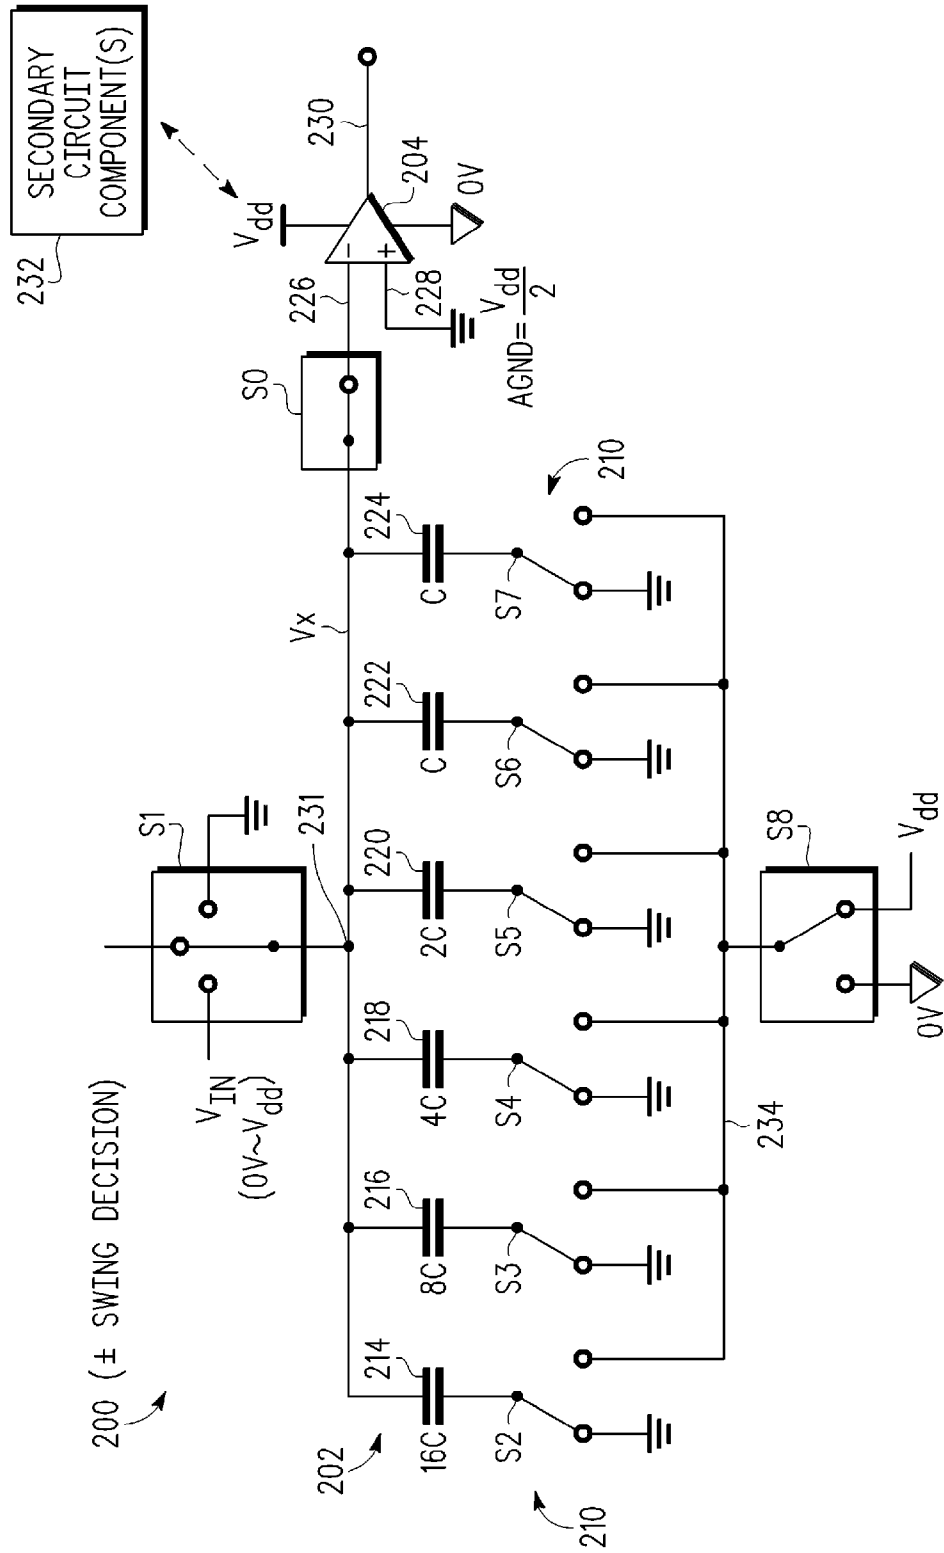 200 (± SWING DECISION)
SECONDARY
CIRCUIT
COMPONENT(S)
232
S1
VIN
(0V~Vdd)
231
Vx
S0
226
228
Vdd
−
+
204
230
0V
AGND= Vdd
2
202
214
16C
216
8C
218
4C
220
2C
222
C
224
C
S2
S3
S4
S5
S6
S7
210
210
234
S8
0V
Vdd